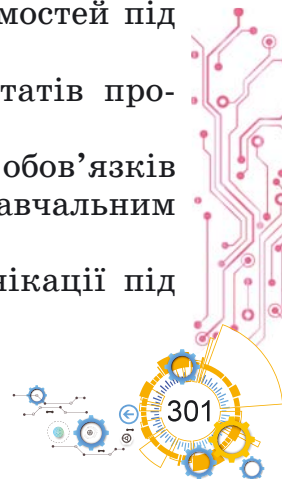 мостей під
татів про-
обов’язків
авчальним
нікації під
301